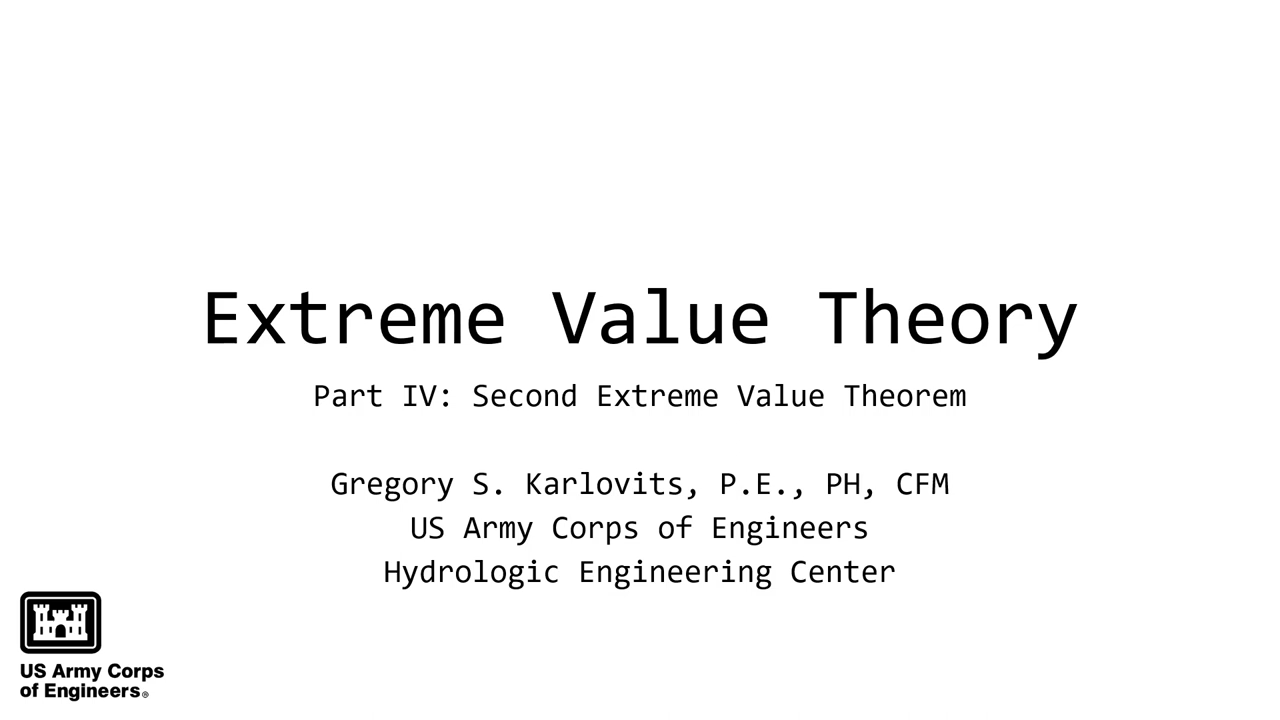 Extreme Value Theory
Part IV: Second Extreme Value Theorem
Gregory S. Karlovits, P.E., PH, CFM
US Army Corps of Engineers
Hydrologic Engineering Center
US Army Corps
of Engineers®